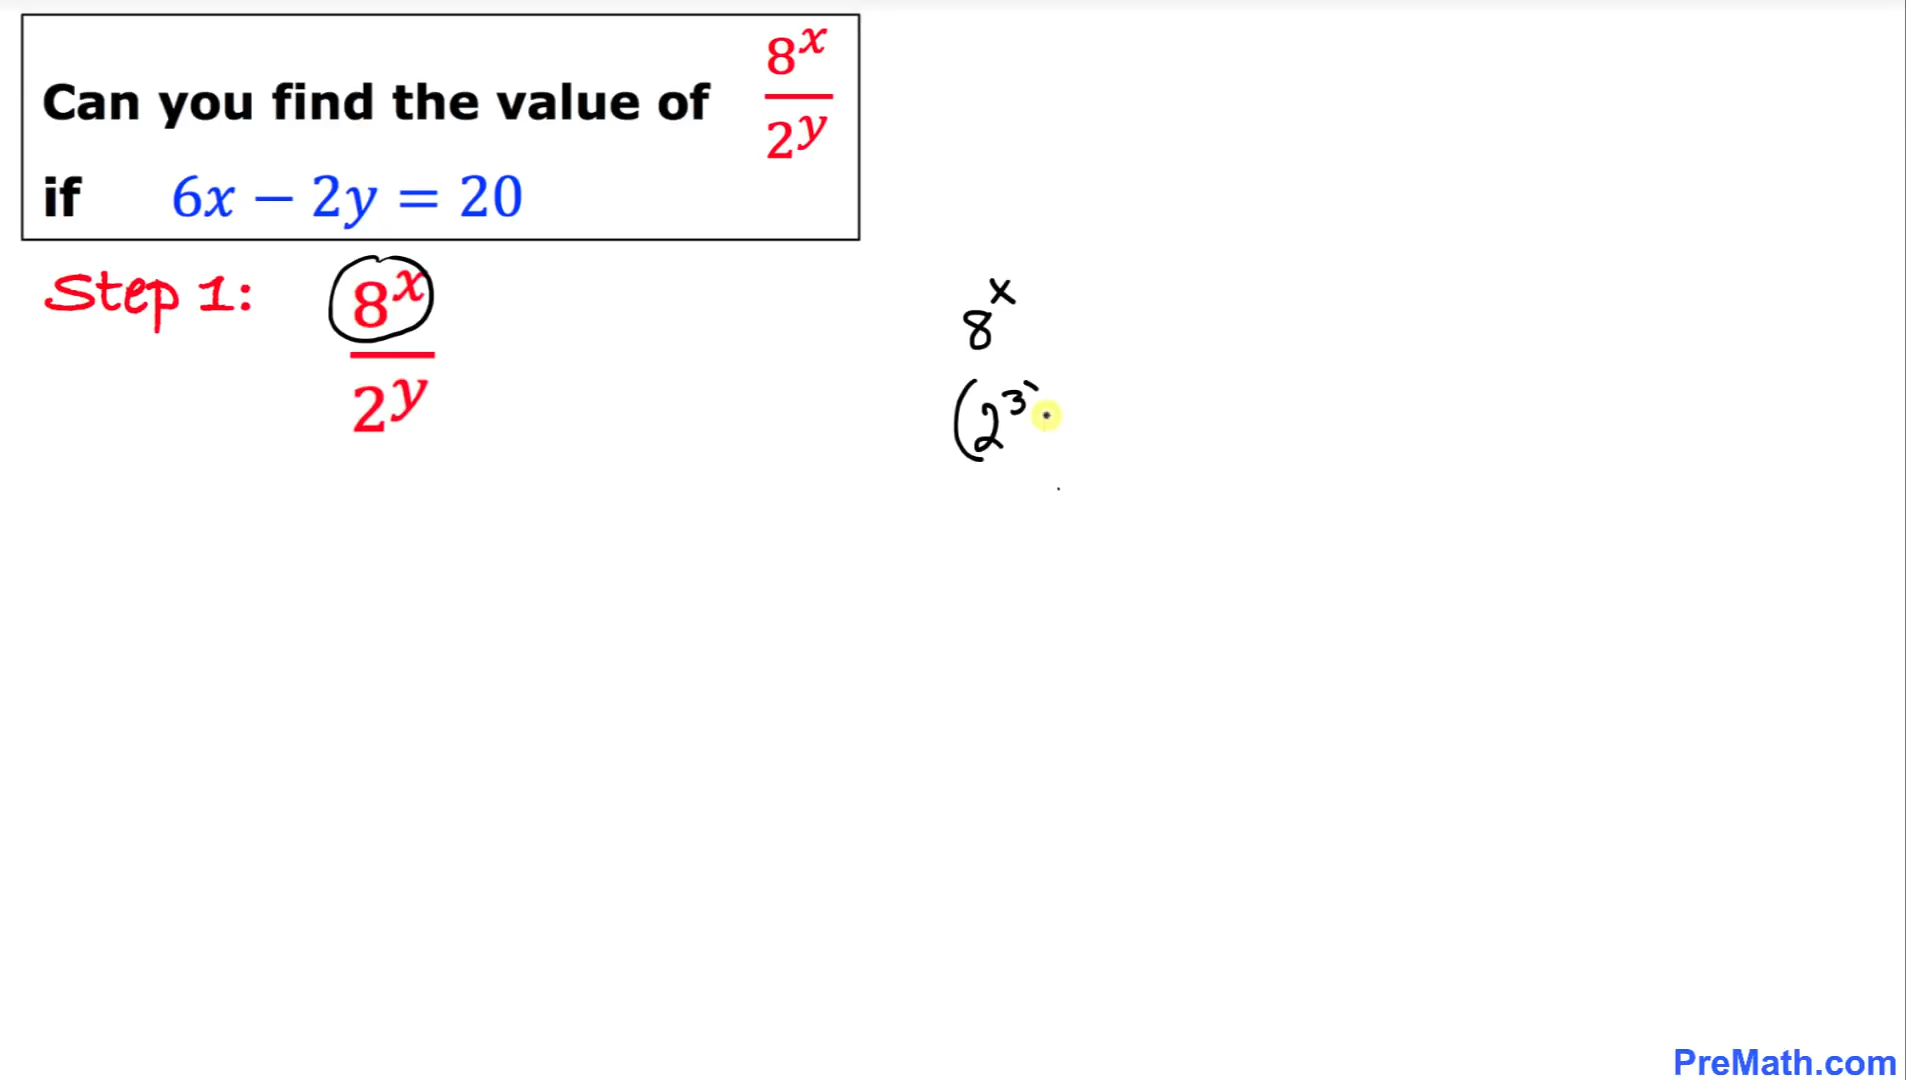 Can you find the value of 8^x / 2^y
if 6x − 2y = 20
Step 1: 8^x / 2^y
8^x
(2^3
PreMath.com